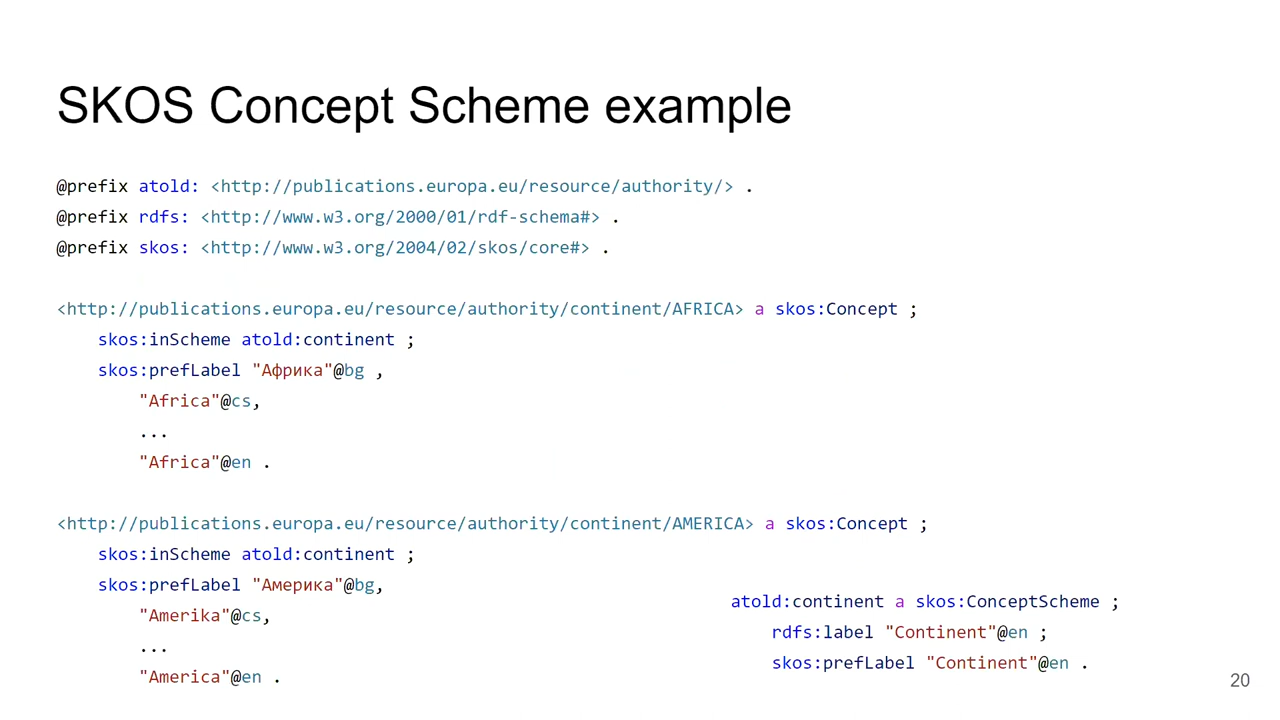 SKOS Concept Scheme example
@prefix atold: <http://publications.europa.eu/resource/authority/> .
@prefix rdfs: <http://www.w3.org/2000/01/rdf-schema#> .
@prefix skos: <http://www.w3.org/2004/02/skos/core#> .
<http://publications.europa.eu/resource/authority/continent/AFRICA> a skos:Concept ;
skos:inScheme atold:continent ;
skos:prefLabel "Африка"@bg ,
"Africa"@cs,
...
"Africa"@en .
<http://publications.europa.eu/resource/authority/continent/AMERICA> a skos:Concept ;
skos:inScheme atold:continent ;
skos:prefLabel "Америка"@bg,
"Amerika"@cs,
...
"America"@en .
atold:continent a skos:ConceptScheme ;
rdfs:label "Continent"@en ;
skos:prefLabel "Continent"@en .
20